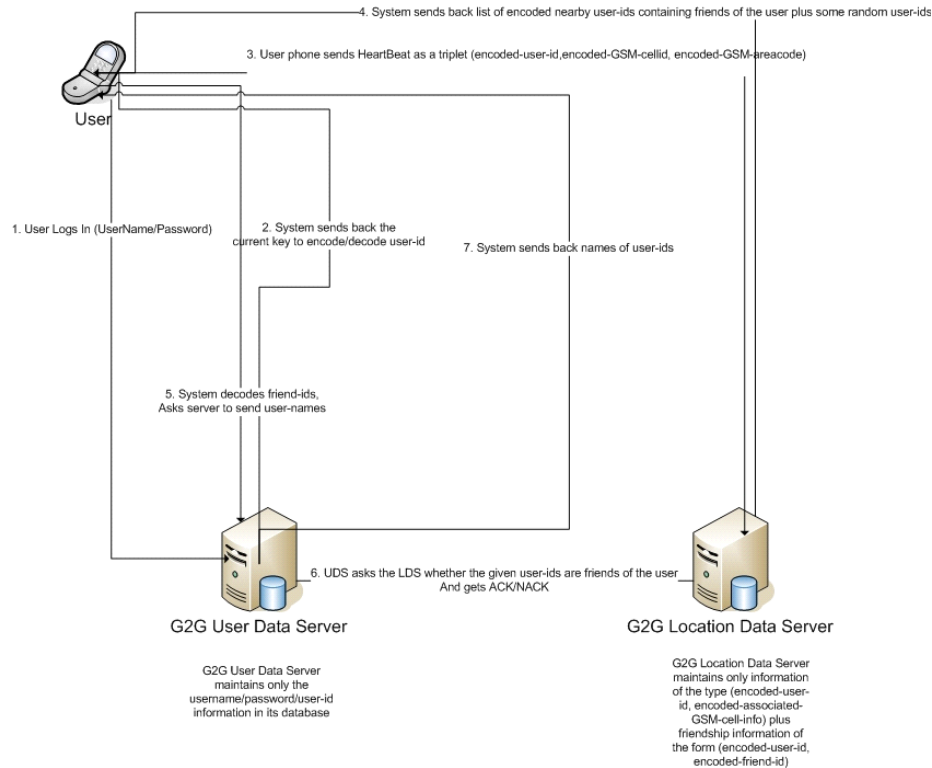 4. System sends back list of encoded nearby user-ids containing friends of the user plus some random user-ids
3. User phone sends HeartBeat as a triplet (encoded-user-id,encoded-GSM-cellid, encoded-GSM-areacode)
User
1. User Logs In (UserName/Password)
2. System sends back the
current key to encode/decode user-id
7. System sends back names of user-ids
5. System decodes friend-ids,
Asks server to send user-names
6. UDS asks the LDS whether the given user-ids are friends of the user
And gets ACK/NACK
G2G User Data Server
G2G Location Data Server
G2G User Data Server
maintains only the
username/password/user-id
information in its database
G2G Location Data Server
maintains only information
of the type (encoded-user-
id, encoded-associated-
GSM-cell-info) plus
friendship information of
the form (encoded-user-id,
encoded-friend-id)